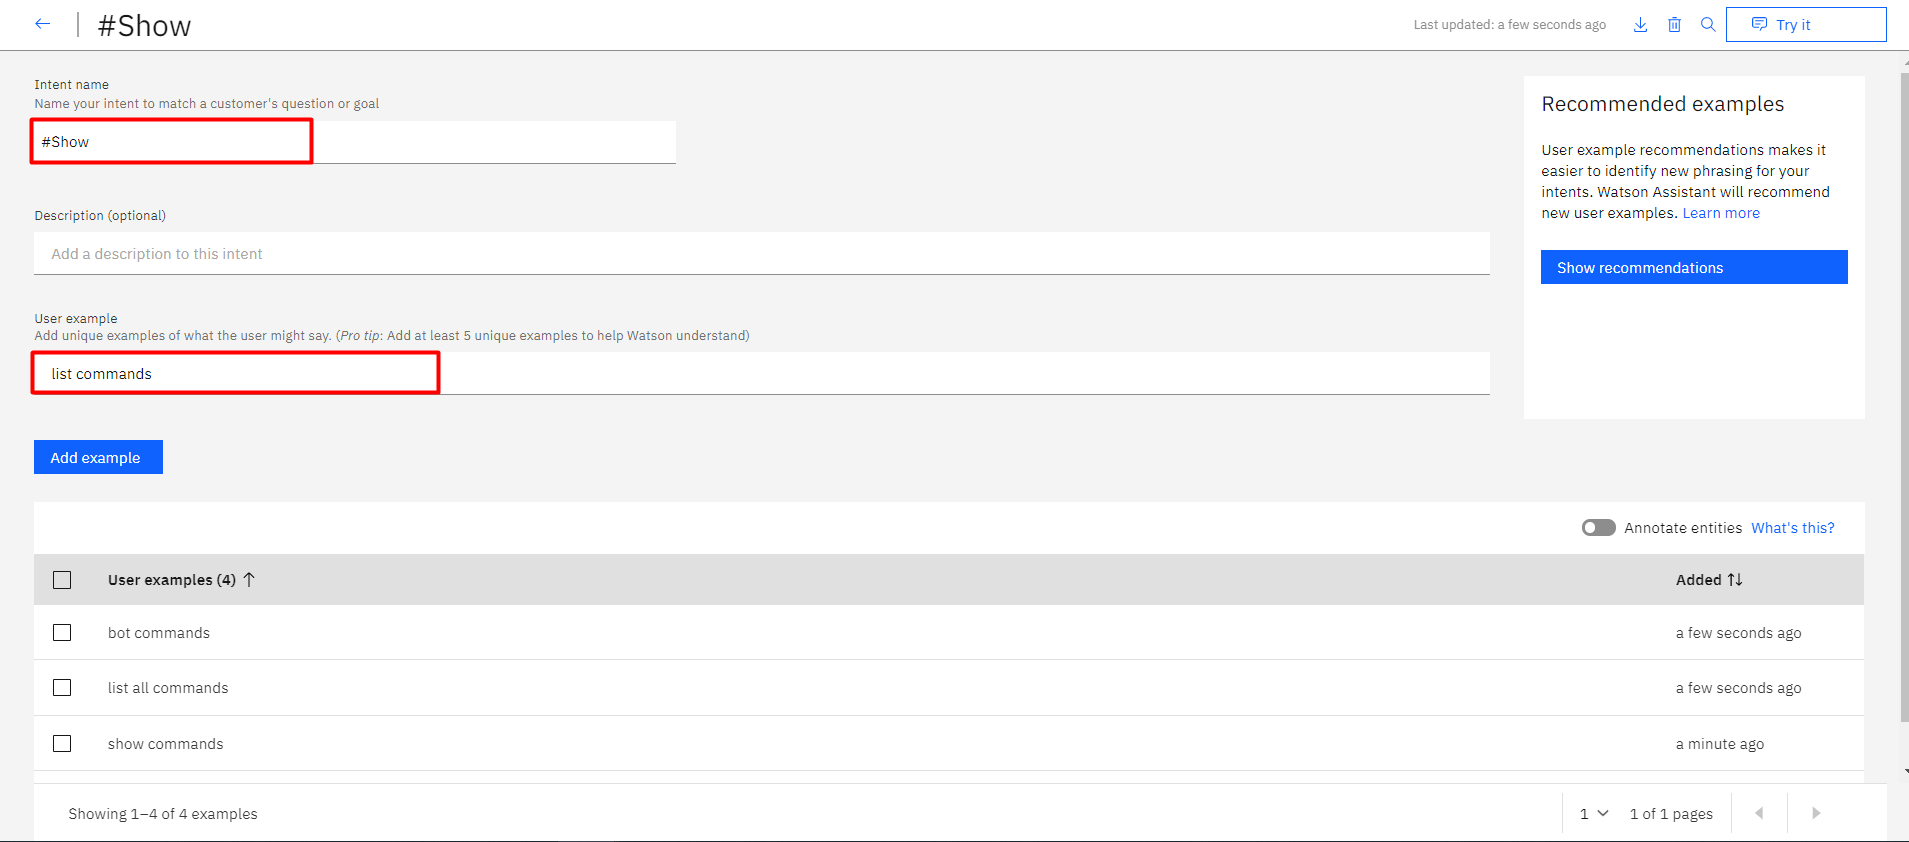 #Show
Last updated: a few seconds ago
Try it
Intent name
Name your intent to match a customer's question or goal
#Show
Description (optional)
Add a description to this intent
User example
Add unique examples of what the user might say. (Pro tip: Add at least 5 unique examples to help Watson understand)
list commands
Add example
Recommended examples
User example recommendations makes it
easier to identify new phrasing for your
intents. Watson Assistant will recommend
new user examples. Learn more
Show recommendations
Annotate entities What's this?
User examples (4) Added
bot commands a few seconds ago
list all commands a few seconds ago
show commands a minute ago
Showing 1–4 of 4 examples 1 1 of 1 pages